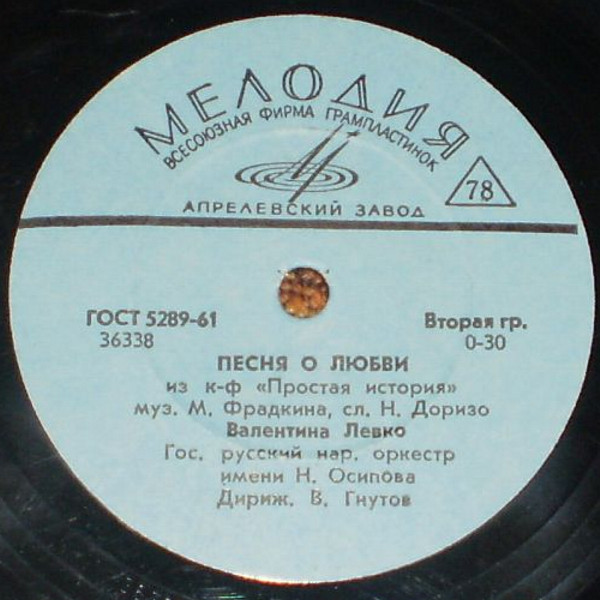 МЕЛОДИЯ
ВСЕСОЮЗНАЯ ФИРМА ГРАМПЛАСТИНОК
78
АПРЕЛЕВСКИЙ ЗАВОД
ГОСТ 5289-61 Вторая гр.
36338 0-30
ПЕСНЯ О ЛЮБВИ
из к-ф «Простая история»
муз. М. Фрадкина, сл. Н. Доризо
Валентина Левко
Гос. русский нар. оркестр
имени Н. Осипова
Дириж. В. Гнутов